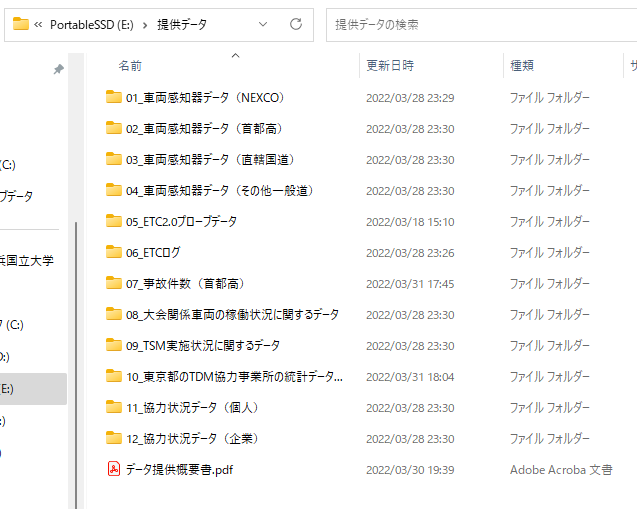 « PortableSSD (E:) › 提供データ
提供データの検索
名前 更新日時 種類 サ
01_車両感知器データ（NEXCO） 2022/03/28 23:29 ファイル フォルダー
02_車両感知器データ（首都高） 2022/03/28 23:30 ファイル フォルダー
03_車両感知器データ（直轄国道） 2022/03/28 23:30 ファイル フォルダー
(C:)
04_車両感知器データ（その他一般道） 2022/03/28 23:30 ファイル フォルダー
ブデータ
05_ETC2.0プローブデータ 2022/03/18 15:10 ファイル フォルダー
06_ETCログ 2022/03/28 23:26 ファイル フォルダー
浜国立大学
07_事故件数（首都高） 2022/03/31 17:45 ファイル フォルダー
08_大会関係車両の稼働状況に関するデータ 2022/03/28 23:30 ファイル フォルダー
ク (C:)
09_TSM実施状況に関するデータ 2022/03/28 23:30 ファイル フォルダー
D:)
10_東京都のTDM協力事業所の統計データ... 2022/03/31 18:04 ファイル フォルダー
(E:)
11_協力状況データ（個人） 2022/03/28 23:30 ファイル フォルダー
:)
12_協力状況データ（企業） 2022/03/28 23:30 ファイル フォルダー
)
データ提供概要書.pdf 2022/03/30 19:39 Adobe Acroba 文書